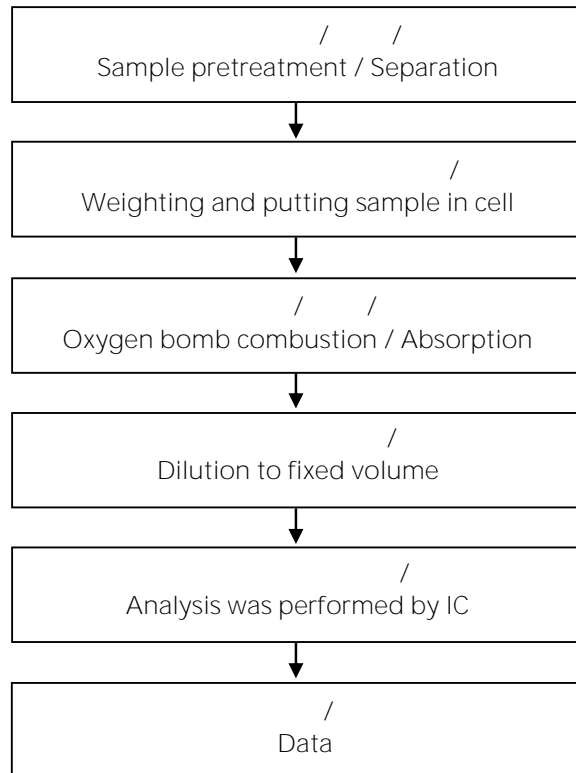 / /
Sample pretreatment / Separation
/
Weighting and putting sample in cell
/ /
Oxygen bomb combustion / Absorption
/
Dilution to fixed volume
/
Analysis was performed by IC
/
Data